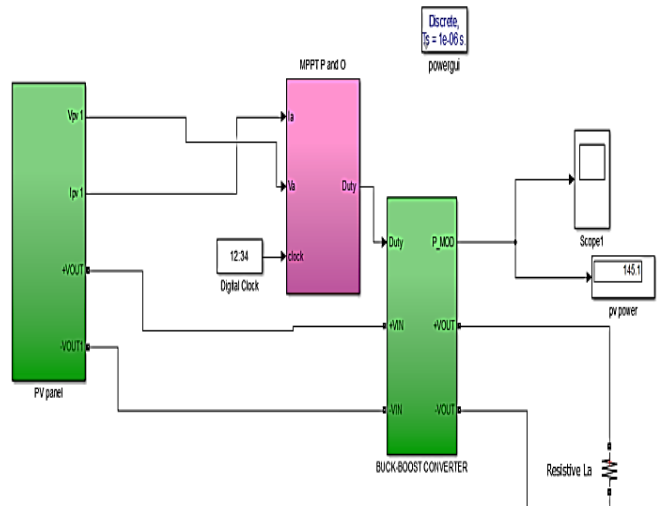 Discrete,
Ts = 1e-06 s.
powergui
MPPT P and O
Vpv 1
Ipv 1
+VOUT
-VOUT1
PV panel
Ia
Va
clock
Duty
12:34
Digital Clock
Duty
P_MOD
+VIN
+VOUT
-VIN
-VOUT
BUCK-BOOST CONVERTER
Scope1
145.1
pv power
Resistive La